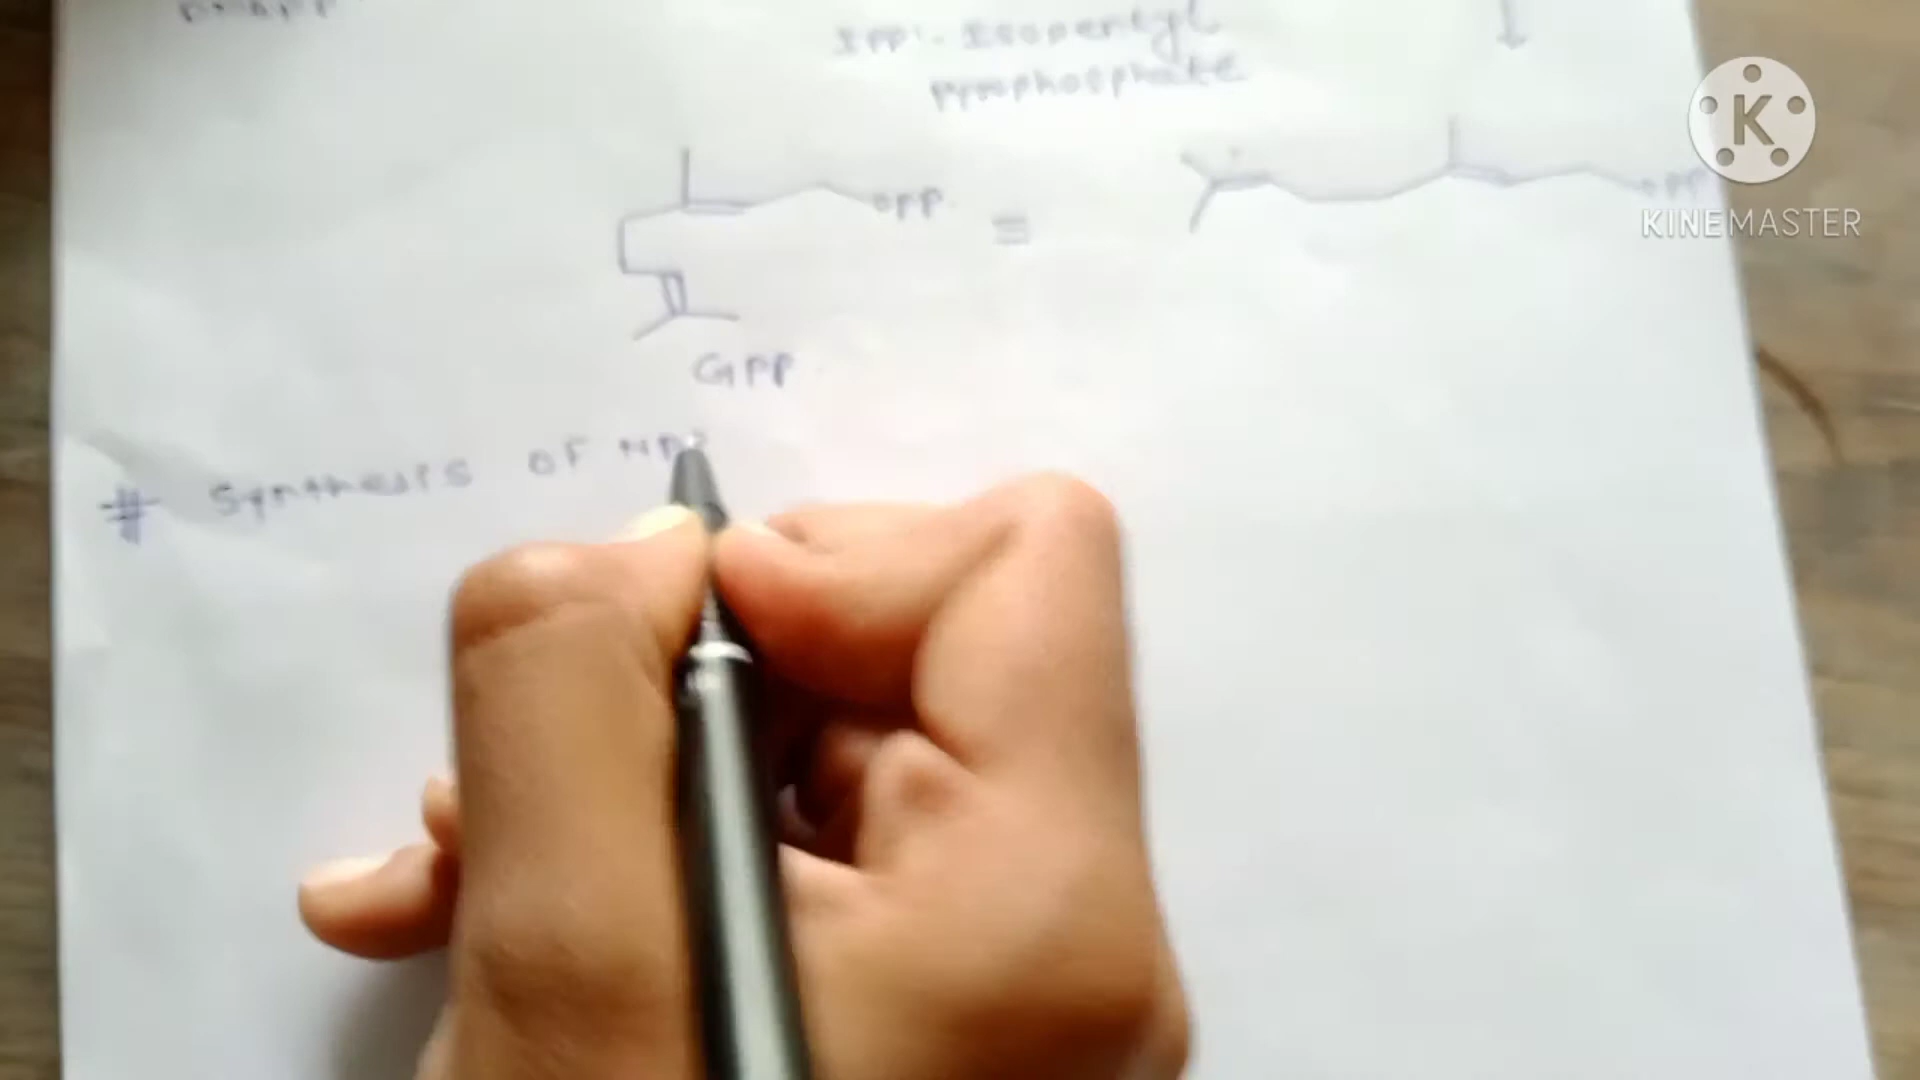 IPP:- Isopentyl
pyrophosphate
OPP
≡
OPP
GPP
# Synthesis of NPP
K
KINEMASTER